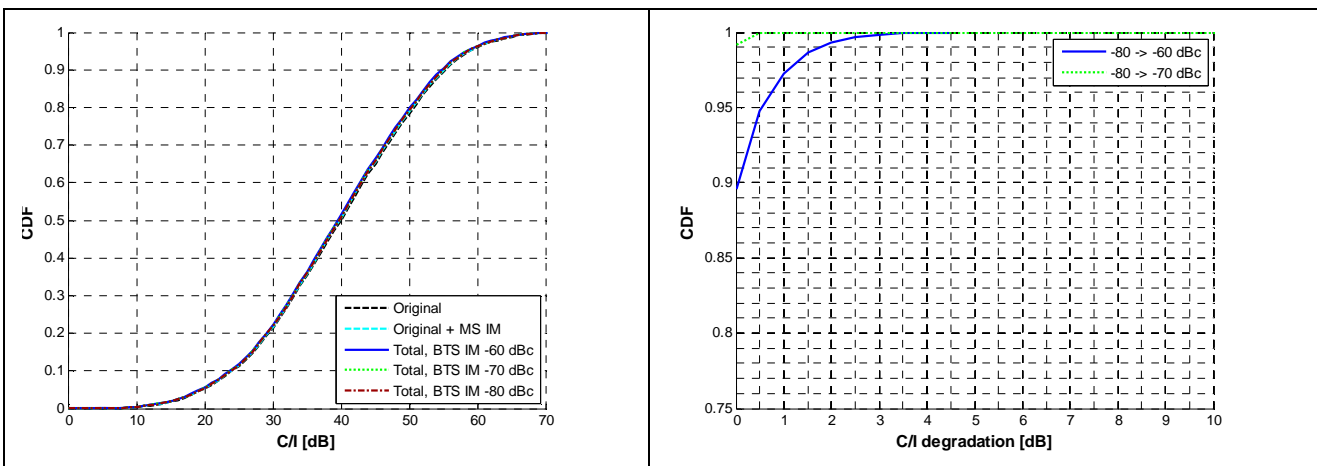 1
0.9
0.8
0.7
0.6
0.5
0.4
0.3
0.2
0.1
0
CDF
0 10 20 30 40 50 60 70
C/I [dB]
Original
Original + MS IM
Total, BTS IM -60 dBc
Total, BTS IM -70 dBc
Total, BTS IM -80 dBc
1
0.95
0.9
0.85
0.8
0.75
CDF
0 1 2 3 4 5 6 7 8 9 10
C/I degradation [dB]
-80 -> -60 dBc
-80 -> -70 dBc